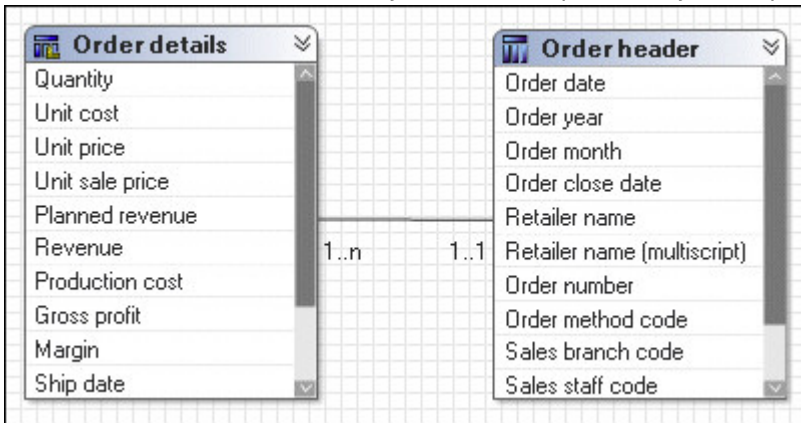 Order details
Quantity
Unit cost
Unit price
Unit sale price
Planned revenue
Revenue
Production cost
Gross profit
Margin
Ship date
1..n
1..1
Order header
Order date
Order year
Order month
Order close date
Retailer name
Retailer name (multiscript)
Order number
Order method code
Sales branch code
Sales staff code